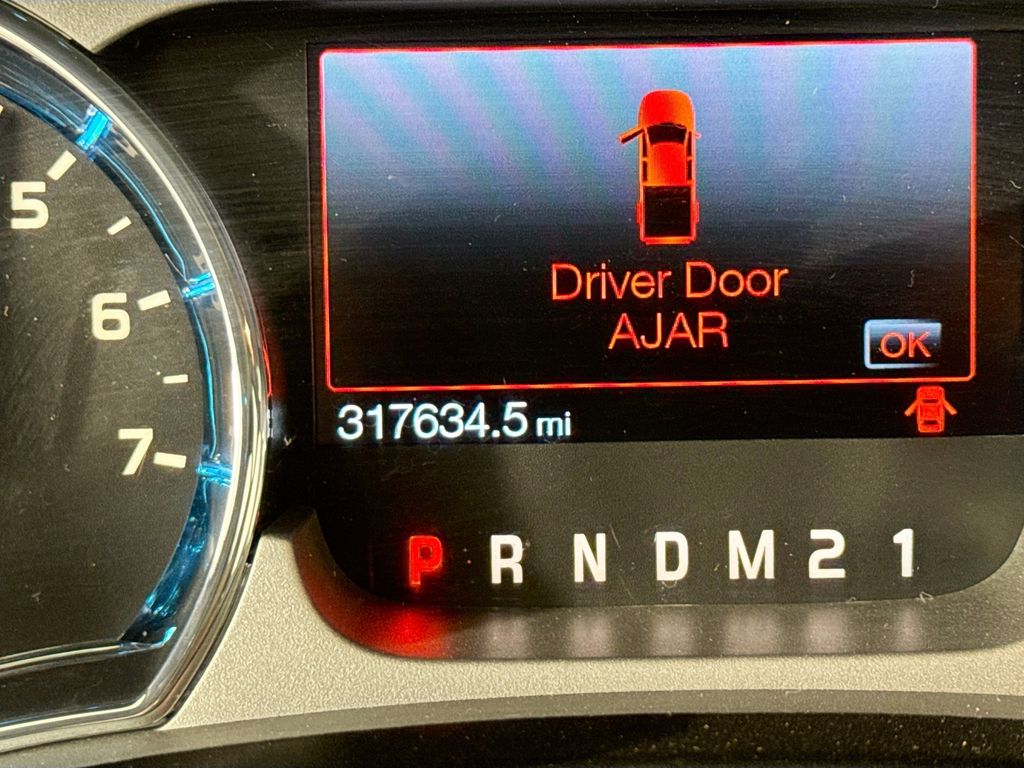 5
6
7
Driver Door
AJAR
OK
317634.5 mi
P R N D M 2 1